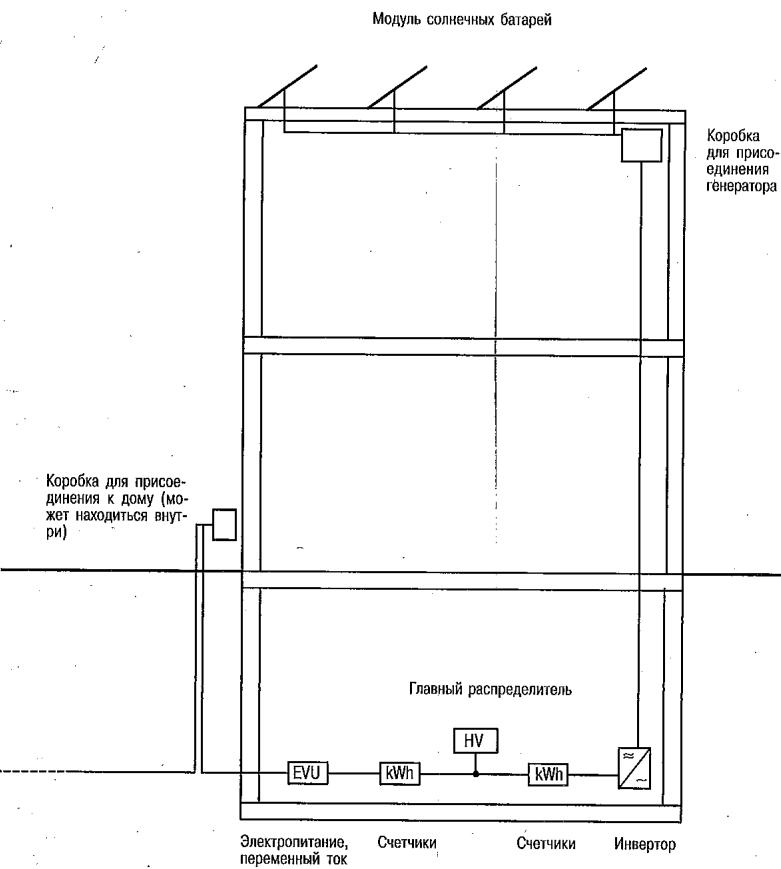 Модуль солнечных батарей
Коробка
для присо-
единения
генератора
Коробка для присое-
динения к дому (мо-
жет находиться внут-
ри)
Главный распределитель
HV
EVU
kWh
kWh
≈
~
Электропитание,
переменный ток
Счетчики
Счетчики
Инвертор